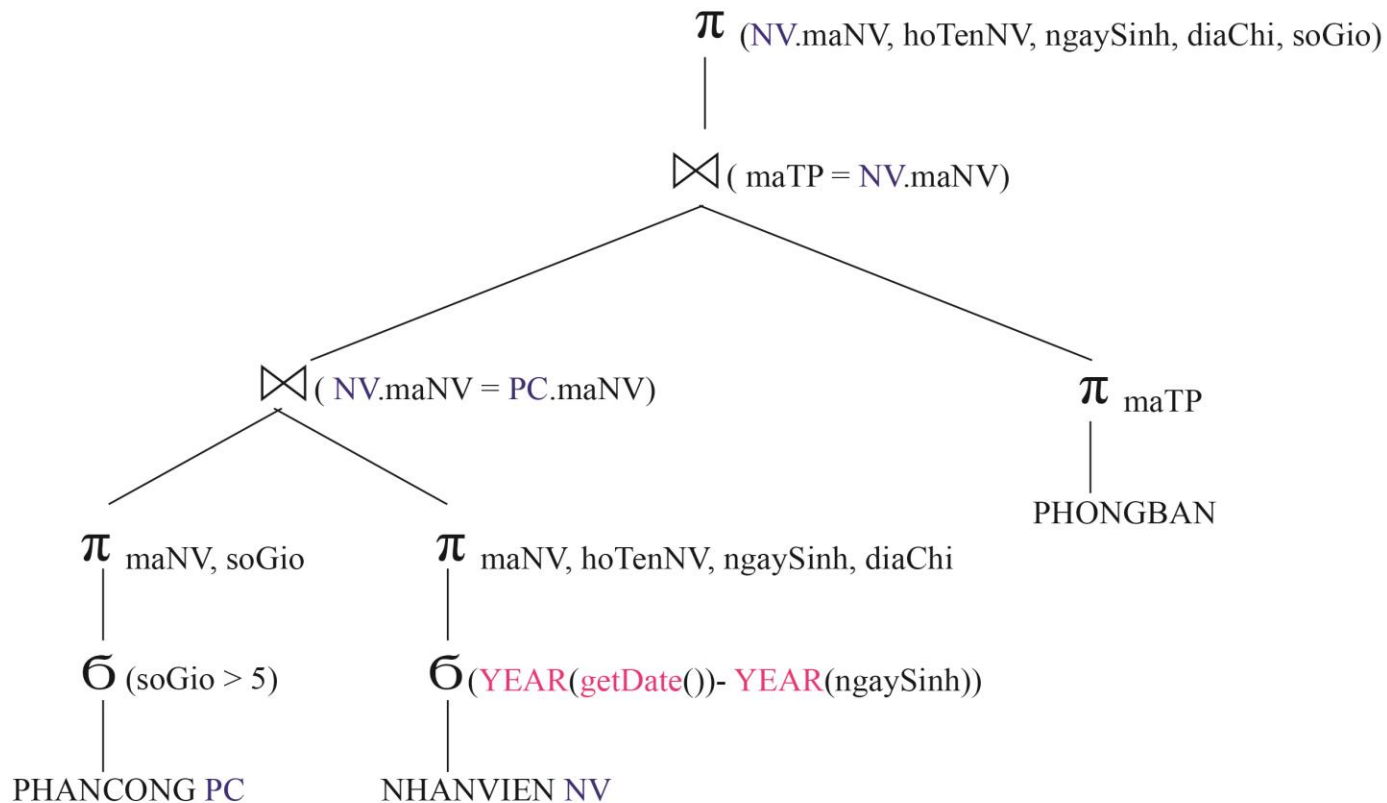 π (NV.maNV, hoTenNV, ngaySinh, diaChi, soGio)
⋈ ( maTP = NV.maNV)
⋈ ( NV.maNV = PC.maNV)
π maTP
PHONGBAN
π maNV, soGio
π maNV, hoTenNV, ngaySinh, diaChi
б (soGio > 5)
б (YEAR(getDate())- YEAR(ngaySinh))
PHANCONG PC
NHANVIEN NV